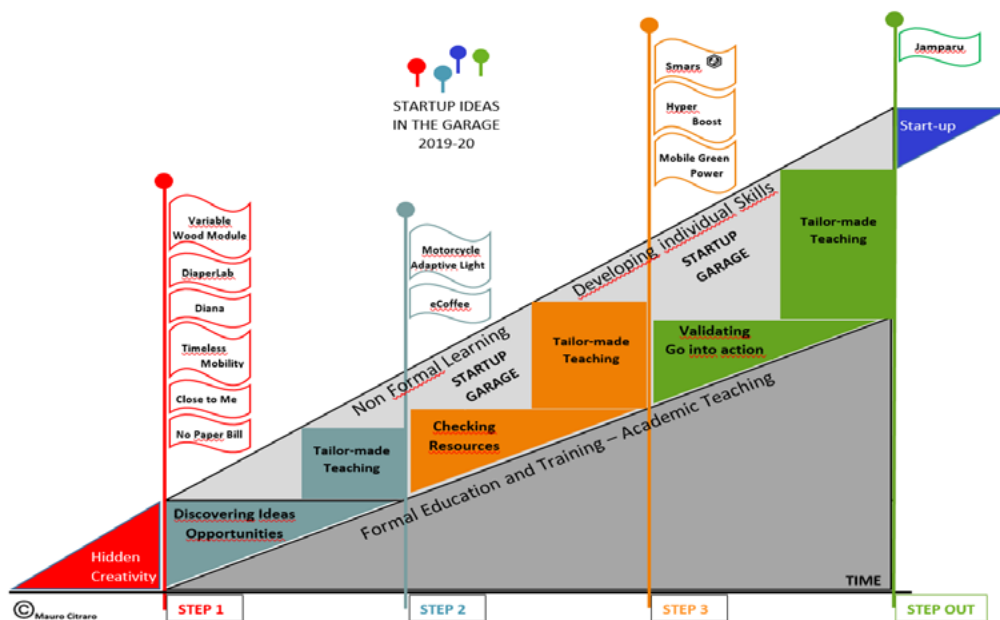 STARTUP IDEAS
IN THE GARAGE
2019-20
Variable
Wood Module
DiaperLab
Diana
Timeless
Mobility
Close to Me
No Paper Bill
Motorcycle
Adaptive Light
eCoffee
Smars
Hyper
Boost
Mobile Green
Power
Jamparu
Start-up
Non Formal Learning
Developing individual Skills
STARTUP
GARAGE
STARTUP
GARAGE
Tailor-made
Teaching
Tailor-made
Teaching
Tailor-made
Teaching
Discovering Ideas
Opportunities
Checking
Resources
Validating
Go into action
Formal Education and Training – Academic Teaching
Hidden
Creativity
TIME
© Mauro Citraro
STEP 1
STEP 2
STEP 3
STEP OUT